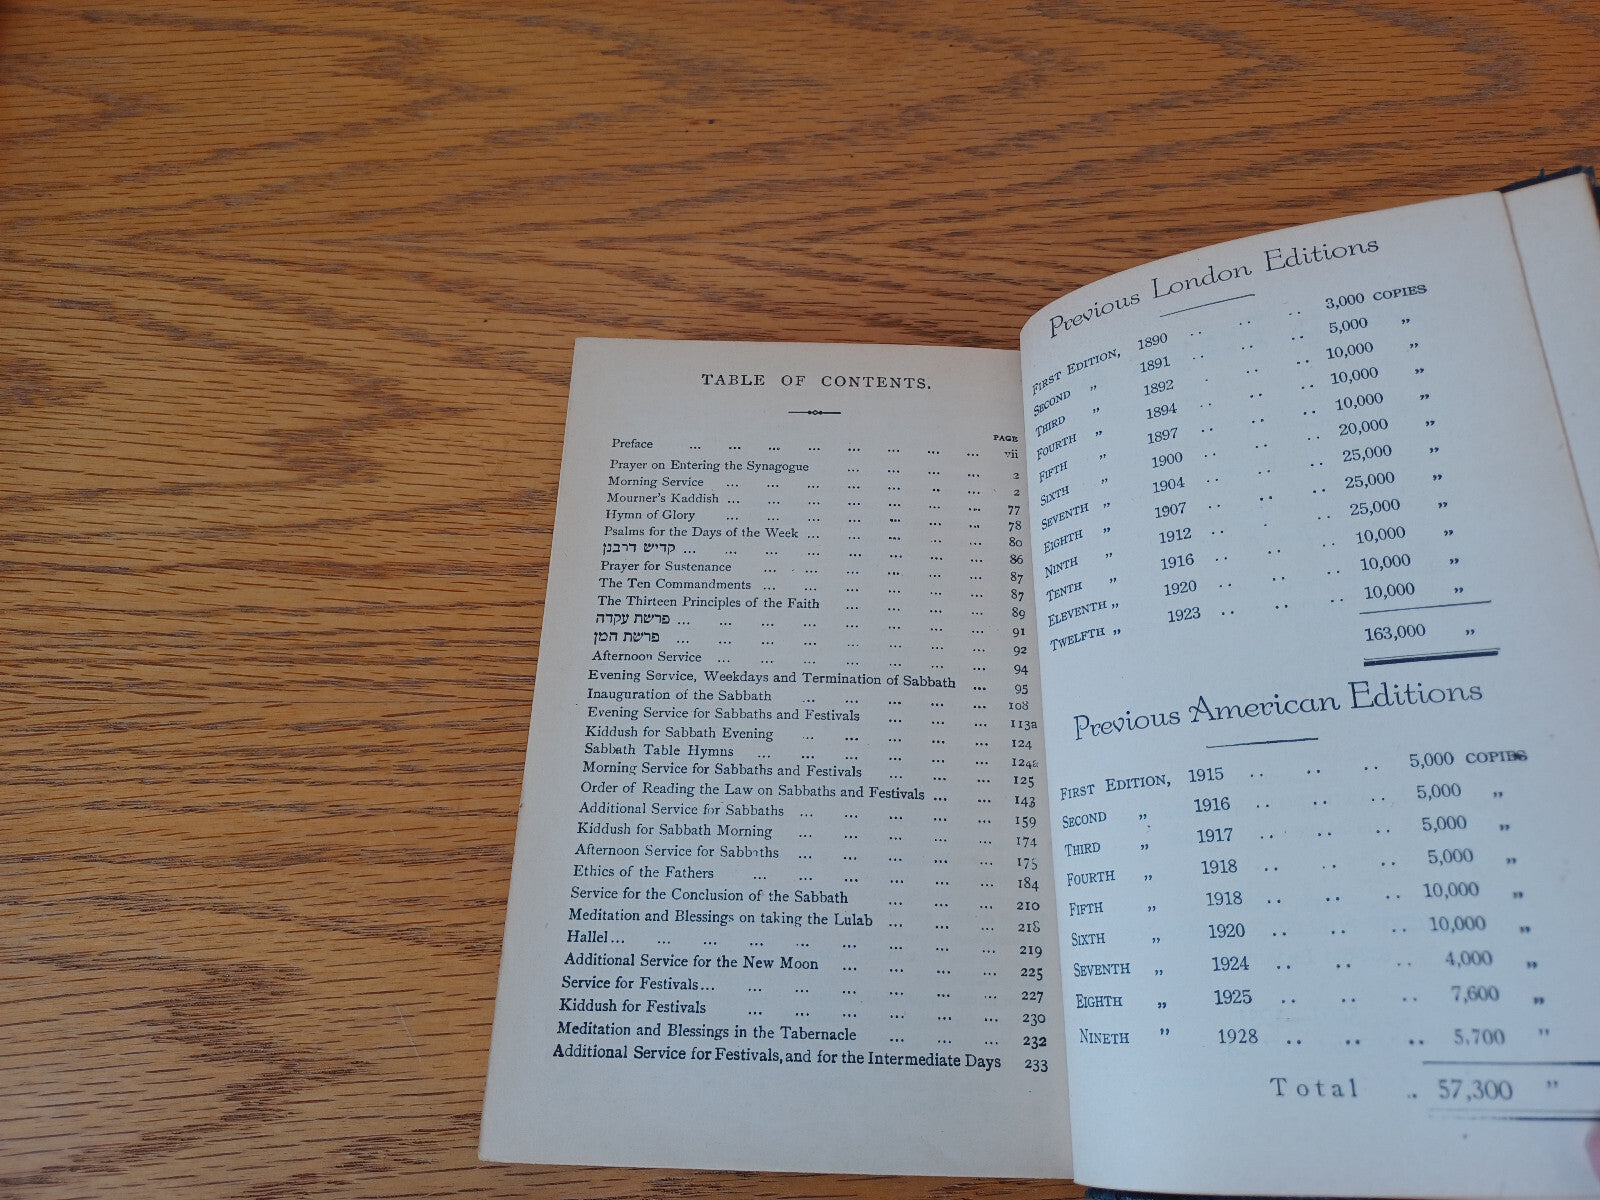 TABLE OF CONTENTS.
PAGE
Preface ... ... ... ... ... ... ... ... vii
Prayer on Entering the Synagogue ... ... ... ... 2
Morning Service ... ... ... ... ... .. ... 2
Mourner's Kaddish ... ... ... ... ... ... ... 77
Hymn of Glory ... ... ... ... ... ... ... 78
Psalms for the Days of the Week ... ... ... .. ... 80
קדיש דרבנן ... ... ... ... ... ... ... ... 86
Prayer for Sustenance ... ... ... ... ... ... 87
The Ten Commandments ... ... ... ... ... ... 87
The Thirteen Principles of the Faith ... ... ... ... 89
פרשת עקדה ... ... ... ... ... ... ... ... 91
פרשת המן ... ... ... ... ... ... ... ... 92
Afternoon Service ... ... ... ... ... ... ... 94
Evening Service, Weekdays and Termination of Sabbath ... 95
Inauguration of the Sabbath ... ... ... ... ... 108
Evening Service for Sabbaths and Festivals ... ... ... 113a
Kiddush for Sabbath Evening ... ... ... ... ... 124
Sabbath Table Hymns ... ... ... ... ... ... 124a
Morning Service for Sabbaths and Festivals ... ... ... 125
Order of Reading the Law on Sabbaths and Festivals ... ... 143
Additional Service for Sabbaths ... ... ... ... ... 159
Kiddush for Sabbath Morning ... ... ... ... ... 174
Afternoon Service for Sabbaths ... ... ... ... ... 175
Ethics of the Fathers ... ... ... ... ... ... 184
Service for the Conclusion of the Sabbath ... ... ... 210
Meditation and Blessings on taking the Lulab ... ... ... 218
Hallel ... ... ... ... ... ... ... ... ... 219
Additional Service for the New Moon ... ... ... ... 225
Service for Festivals ... ... ... ... ... ... ... 227
Kiddush for Festivals ... ... ... ... ... ... 230
Meditation and Blessings in the Tabernacle ... ... ... 232
Additional Service for Festivals, and for the Intermediate Days 233
Previous London Editions
FIRST EDITION, 1890 .. .. .. 3,000 COPIES
SECOND „ 1891 .. .. .. 5,000 „
THIRD „ 1892 . .. .. 10,000 „
FOURTH „ 1894 .. .. .. 10,000 „
FIFTH „ 1897 .. .. .. 10,000 „
SIXTH „ 1900 .. .. .. 20,000 „
SEVENTH „ 1904 .. .. .. 25,000 „
EIGHTH „ 1907 .. .. .. 25,000 „
NINTH „ 1912 .. . .. 25,000 „
TENTH „ 1916 .. .. .. 10,000 „
ELEVENTH „ 1920 .. .. .. 10,000 „
TWELFTH „ 1923 .. .. .. 10,000 „
163,000 „
Previous American Editions
FIRST EDITION, 1915 .. .. .. 5,000 COPIES
SECOND „ 1916 .. .. .. 5,000 „
THIRD „ 1917 .. .. .. 5,000 „
FOURTH „ 1918 .. .. .. 5,000 „
FIFTH „ 1918 .. .. .. 10,000 „
SIXTH „ 1920 .. .. .. 10,000 „
SEVENTH „ 1924 .. .. .. 4,000 „
EIGHTH „ 1925 .. .. .. 7,600 „
NINETH " 1928 .. .. .. 5,700 "
Total .. 57,300 "